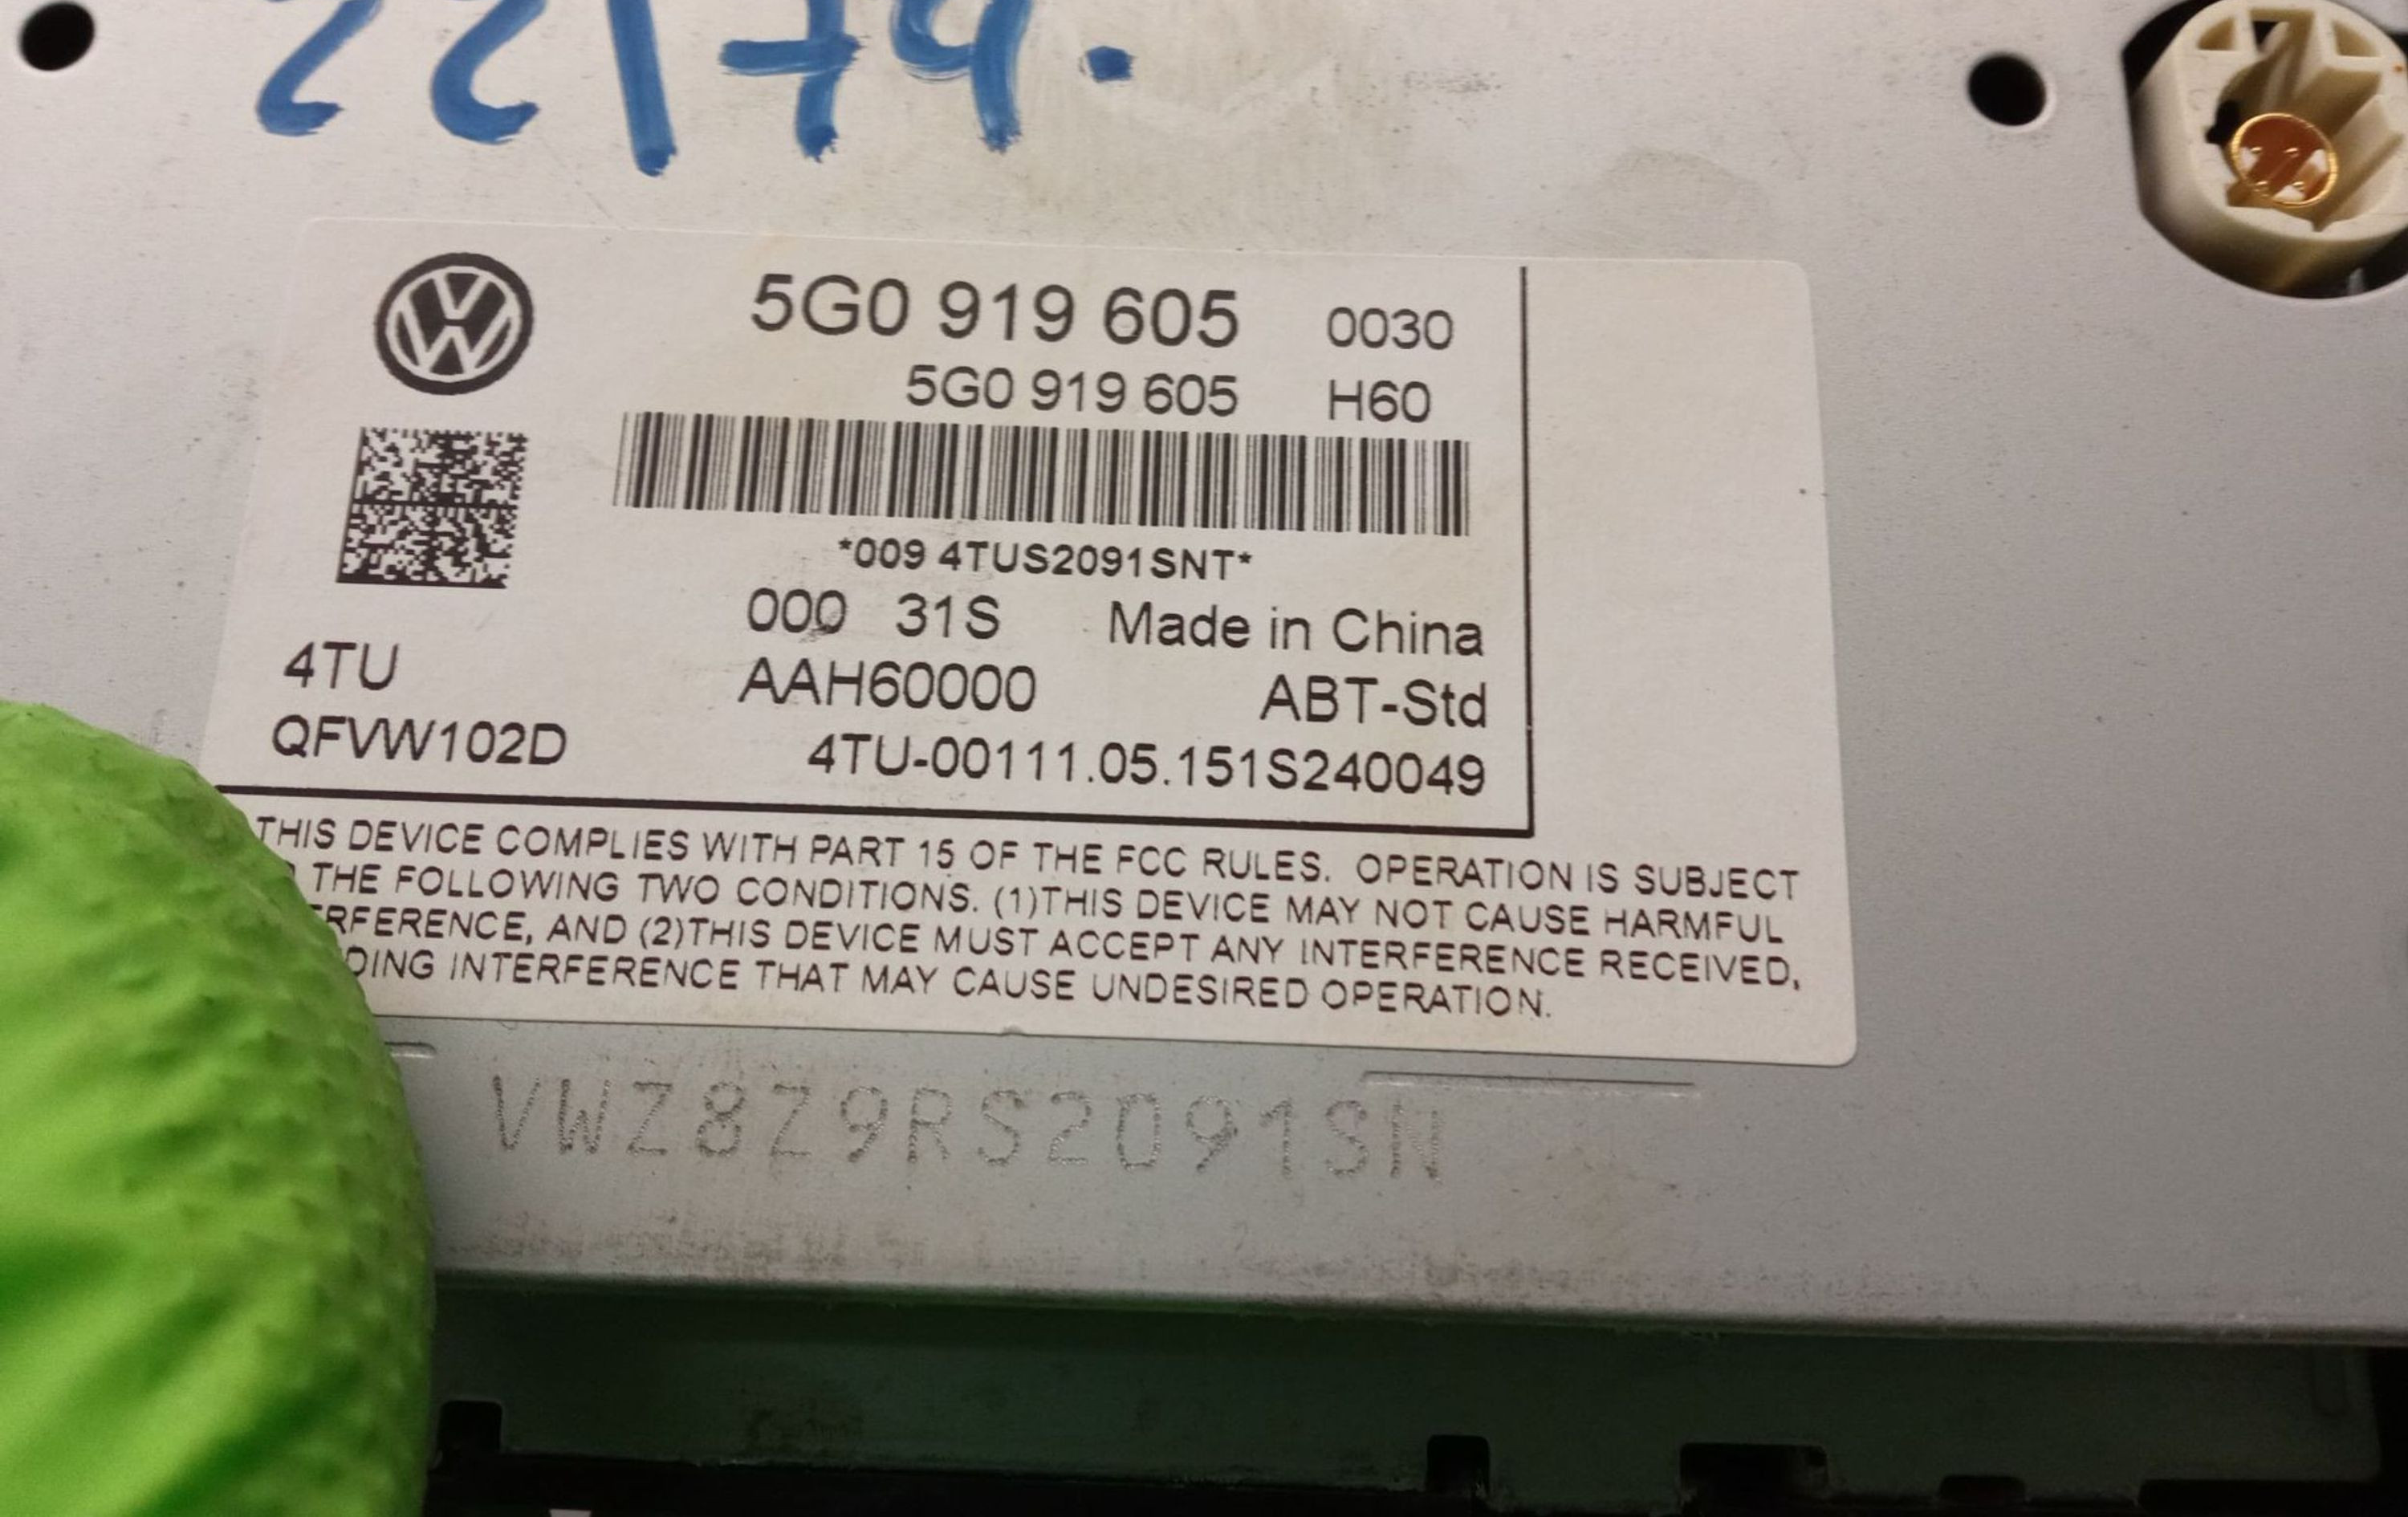 5G0 919 605 0030
5G0 919 605 H60
*009 4TUS2091SNT*
000 31S Made in China
4TU AAH60000 ABT-Std
QFVW102D 4TU-00111.05.151S240049
THIS DEVICE COMPLIES WITH PART 15 OF THE FCC RULES. OPERATION IS SUBJECT
THE FOLLOWING TWO CONDITIONS. (1)THIS DEVICE MAY NOT CAUSE HARMFUL
RFERENCE, AND (2)THIS DEVICE MUST ACCEPT ANY INTERFERENCE RECEIVED,
DING INTERFERENCE THAT MAY CAUSE UNDESIRED OPERATION.
VWZ8Z9RS2091SN